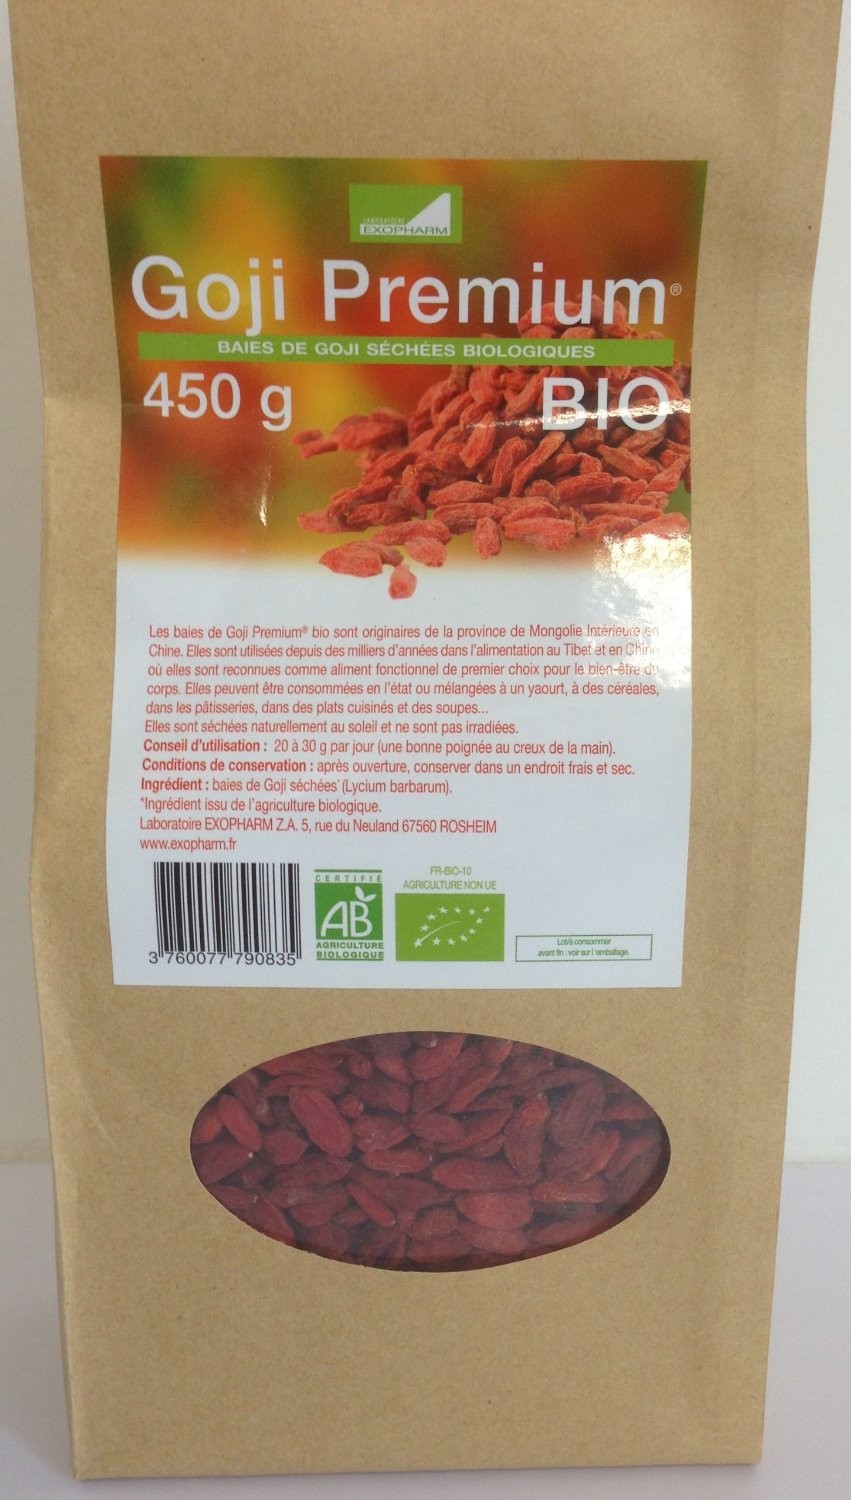 LABORATOIRE
EXOPHARM
Goji Premium®
BAIES DE GOJI SÉCHÉES BIOLOGIQUES
450 g
BIO
Les baies de Goji Premium® bio sont originaires de la province de Mongolie Intérieure en
Chine. Elles sont utilisées depuis des milliers d'années dans l'alimentation au Tibet et en Chine
où elles sont reconnues comme aliment fonctionnel de premier choix pour le bien-être du
corps. Elles peuvent être consommées en l'état ou mélangées à un yaourt, à des céréales,
dans les pâtisseries, dans des plats cuisinés et des soupes...
Elles sont séchées naturellement au soleil et ne sont pas irradiées.
Conseil d'utilisation : 20 à 30 g par jour (une bonne poignée au creux de la main).
Conditions de conservation : après ouverture, conserver dans un endroit frais et sec.
Ingrédient : baies de Goji séchées* (Lycium barbarum).
*Ingrédient issu de l'agriculture biologique.
Laboratoire EXOPHARM Z.A. 5, rue du Neuland 67560 ROSHEIM
www.exopharm.fr
3 760077 790835
CERTIFIÉ
AB
AGRICULTURE
BIOLOGIQUE
FR-BIO-10
AGRICULTURE NON UE
Lot/à consommer
avant fin : voir sur l'emballage.